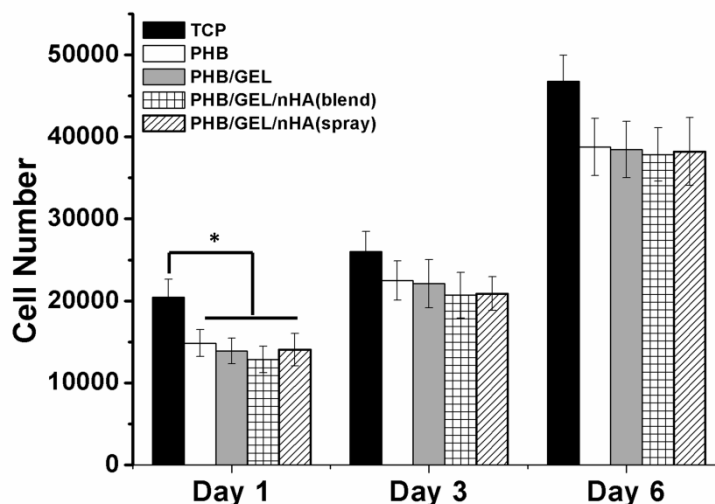 TCP
PHB
PHB/GEL
PHB/GEL/nHA(blend)
PHB/GEL/nHA(spray)
Cell Number
50000
40000
30000
20000
10000
0
*
Day 1
Day 3
Day 6